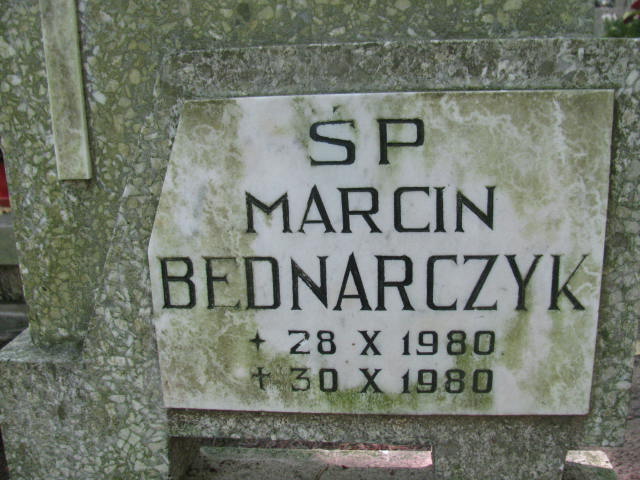 ŚP
MARCIN
BEDNARCZYK
+ 28 X 1980
† 30 X 1980